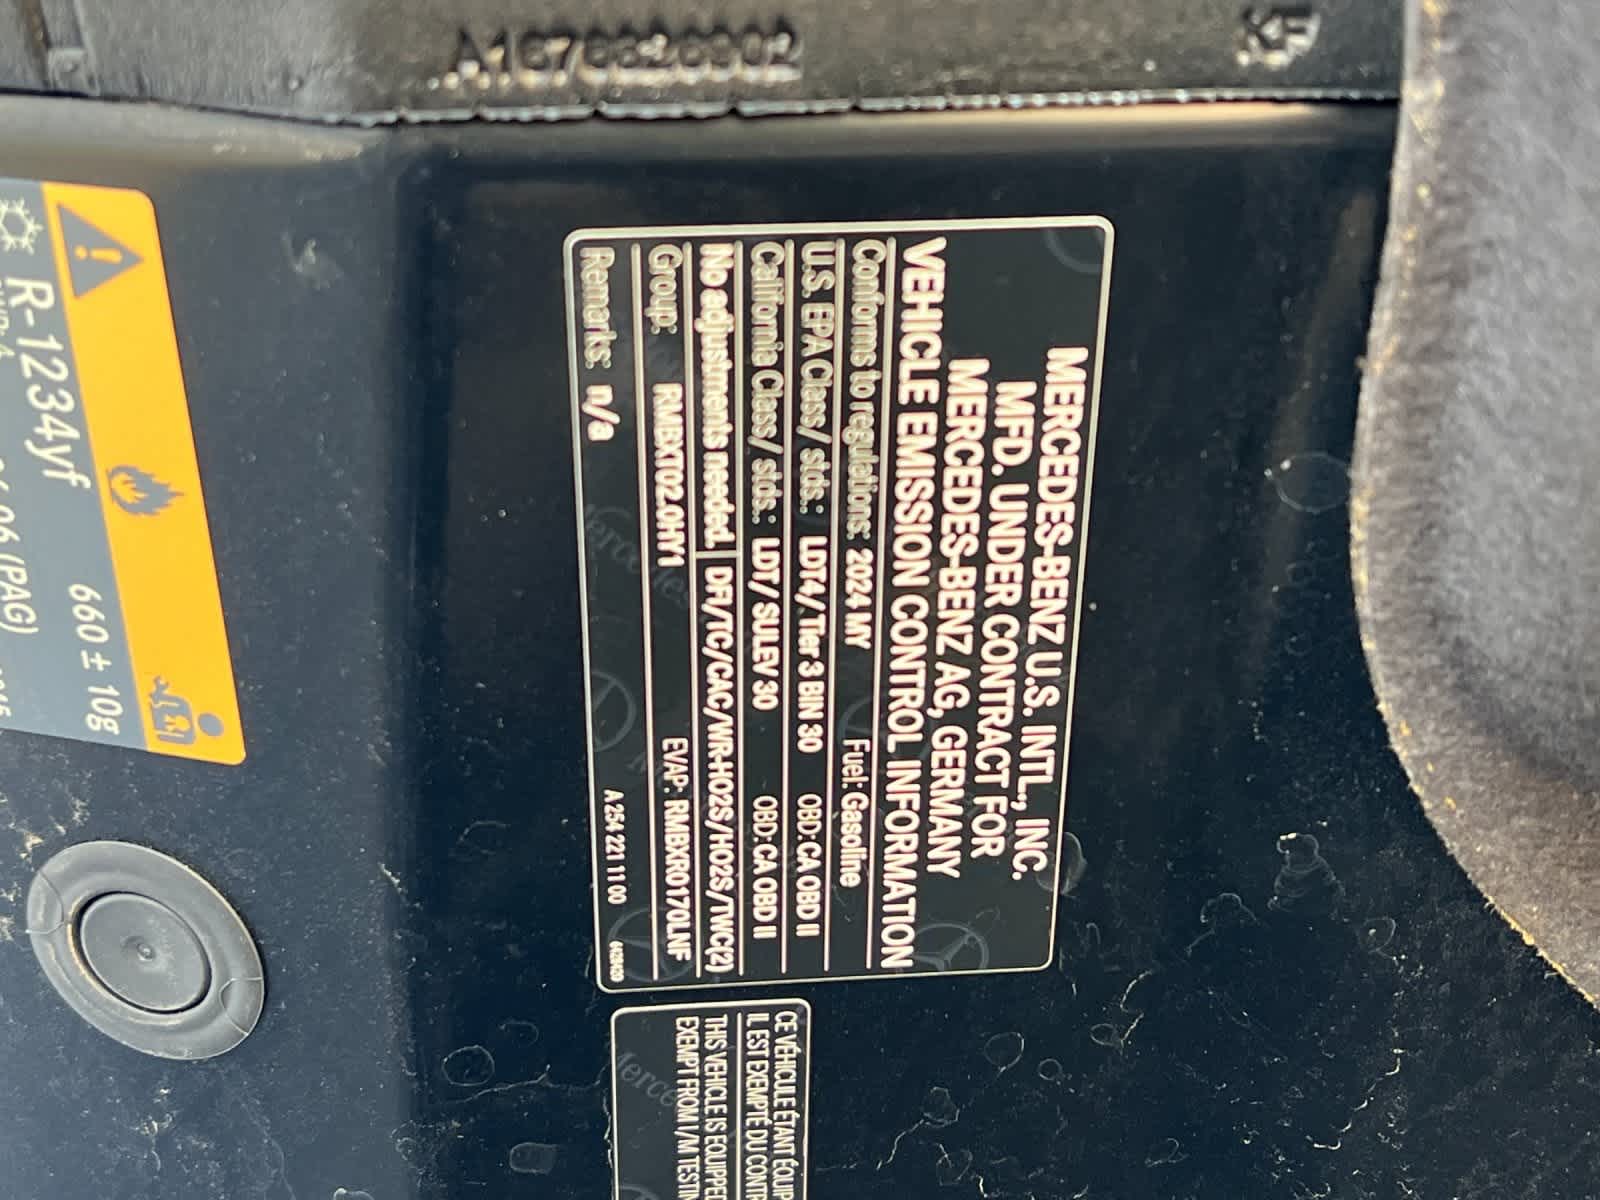 A1678828902
KF
MERCEDES-BENZ U.S. INTL., INC.
MFD. UNDER CONTRACT FOR
MERCEDES-BENZ AG, GERMANY
VEHICLE EMISSION CONTROL INFORMATION
Conforms to regulations: 2024 MY Fuel: Gasoline
U.S. EPA Class/ stds.: LDT4/ Tier 3 BIN 30 OBD: CA OBD II
California Class/ stds.: LDT/ SULEV 30 OBD: CA OBD II
No adjustments needed. DFI/TC/CAC/WR-HO2S/HO2S/TWC(2)
Group: RMBXT02.0HY1 EVAP: RMBXR0170LNF
Remarks: n/a
A 254 221 11 00
CE VÉHICULE ÉTANT ÉQUIP
IL EST EXEMPTÉ DU CONTR
THIS VEHICLE IS EQUIPPED
EXEMPT FROM I/M TESTIN
R-1234yf 660 ± 10g
(PAG)